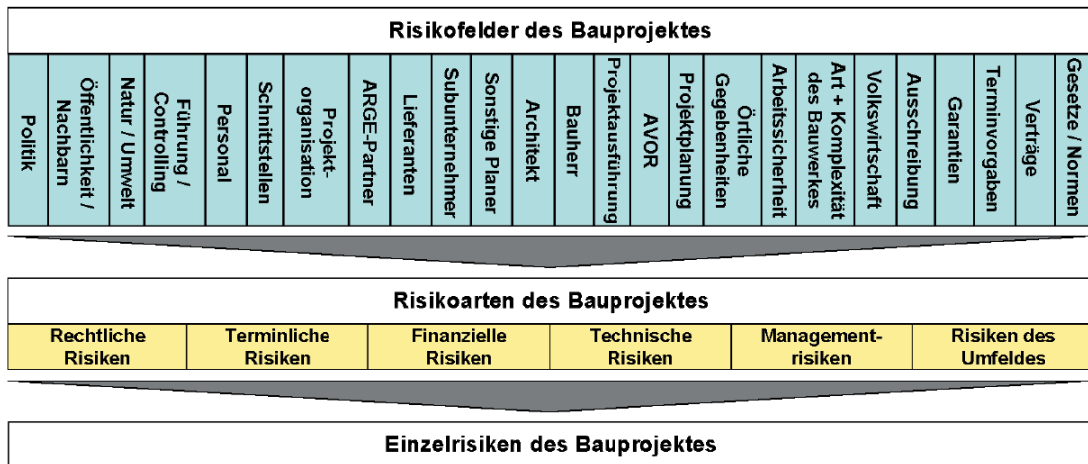 Risikofelder des Bauprojektes
Politik
Öffentlichkeit /
Nachbarn
Natur / Umwelt
Führung /
Controlling
Personal
Schnittstellen
Projekt-
organisation
ARGE-Partner
Lieferanten
Subunternehmer
Sonstige Planer
Architekt
Bauherr
Projektausführung
AVOR
Projektplanung
Örtliche
Gegebenheiten
Arbeitssicherheit
Art + Komplexität
des Bauwerkes
Volkswirtschaft
Ausschreibung
Garantien
Terminvorgaben
Verträge
Gesetze / Normen
Risikoarten des Bauprojektes
Rechtliche
Risiken
Terminliche
Risiken
Finanzielle
Risiken
Technische
Risiken
Management-
risiken
Risiken des
Umfeldes
Einzelrisiken des Bauprojektes